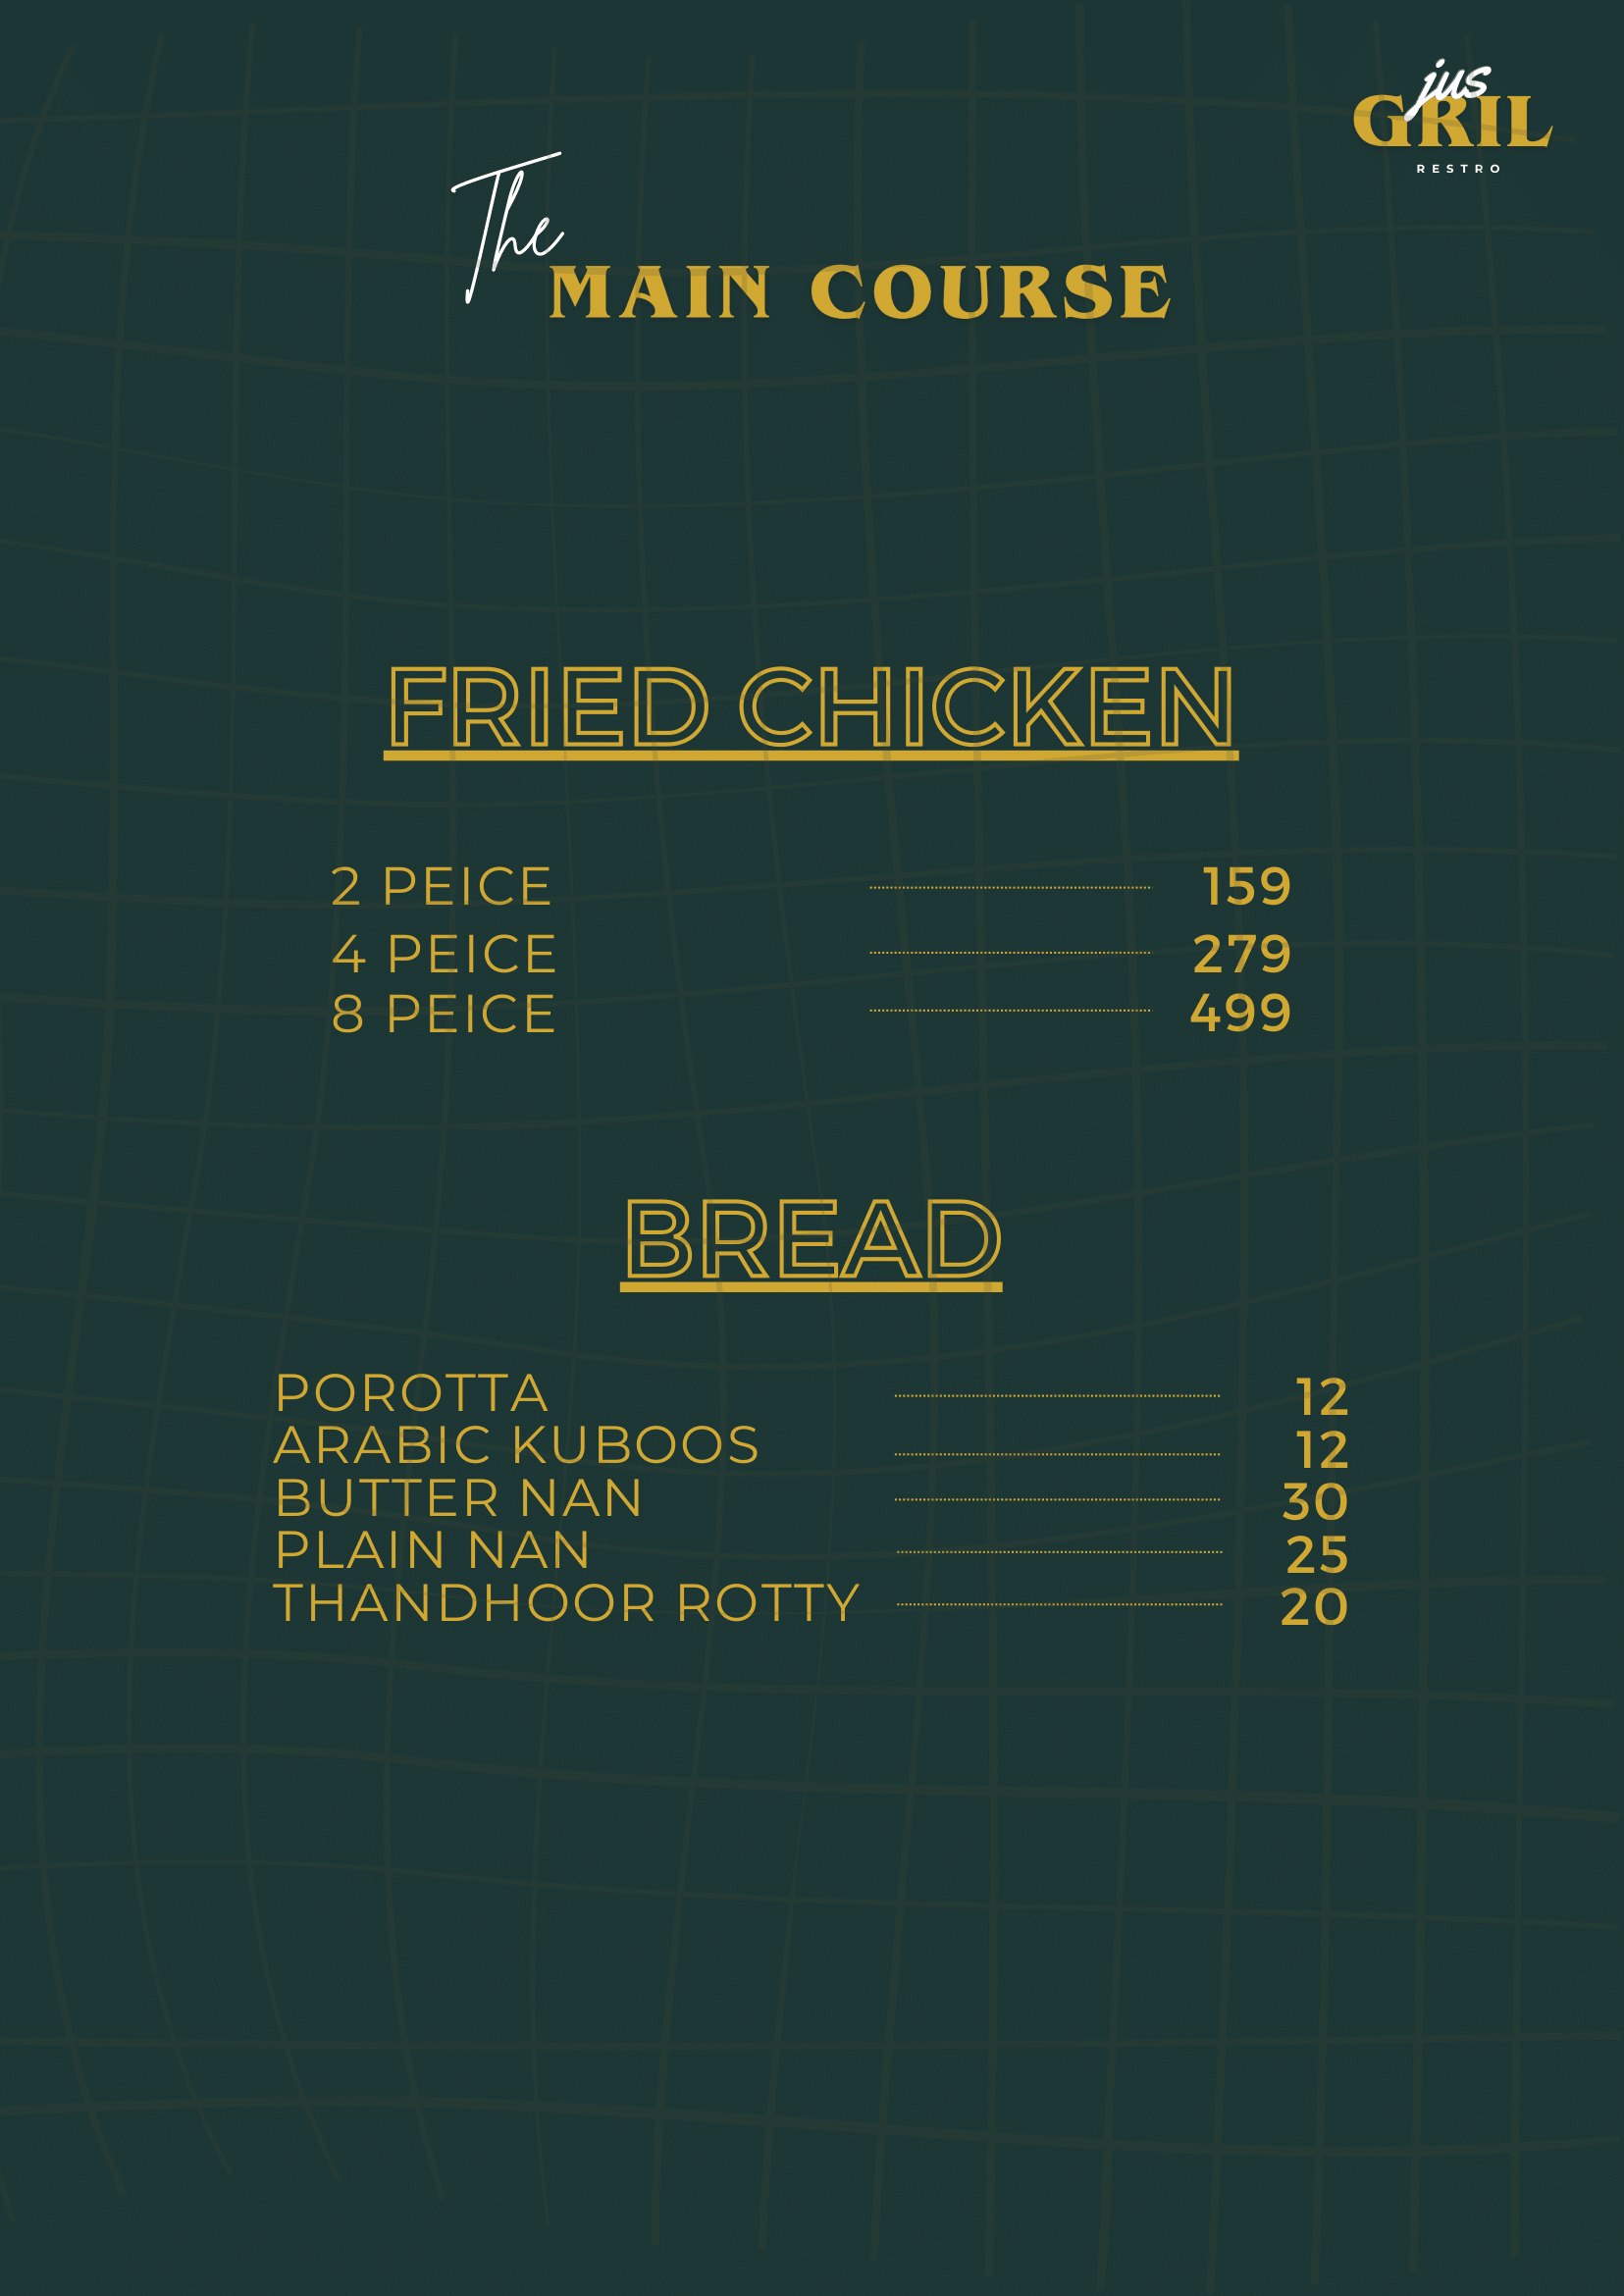 jus
GRIL
RESTRO
The
MAIN COURSE
FRIED CHICKEN
2 PEICE 159
4 PEICE 279
8 PEICE 499
BREAD
POROTTA 12
ARABIC KUBOOS 12
BUTTER NAN 30
PLAIN NAN 25
THANDHOOR ROTTY 20